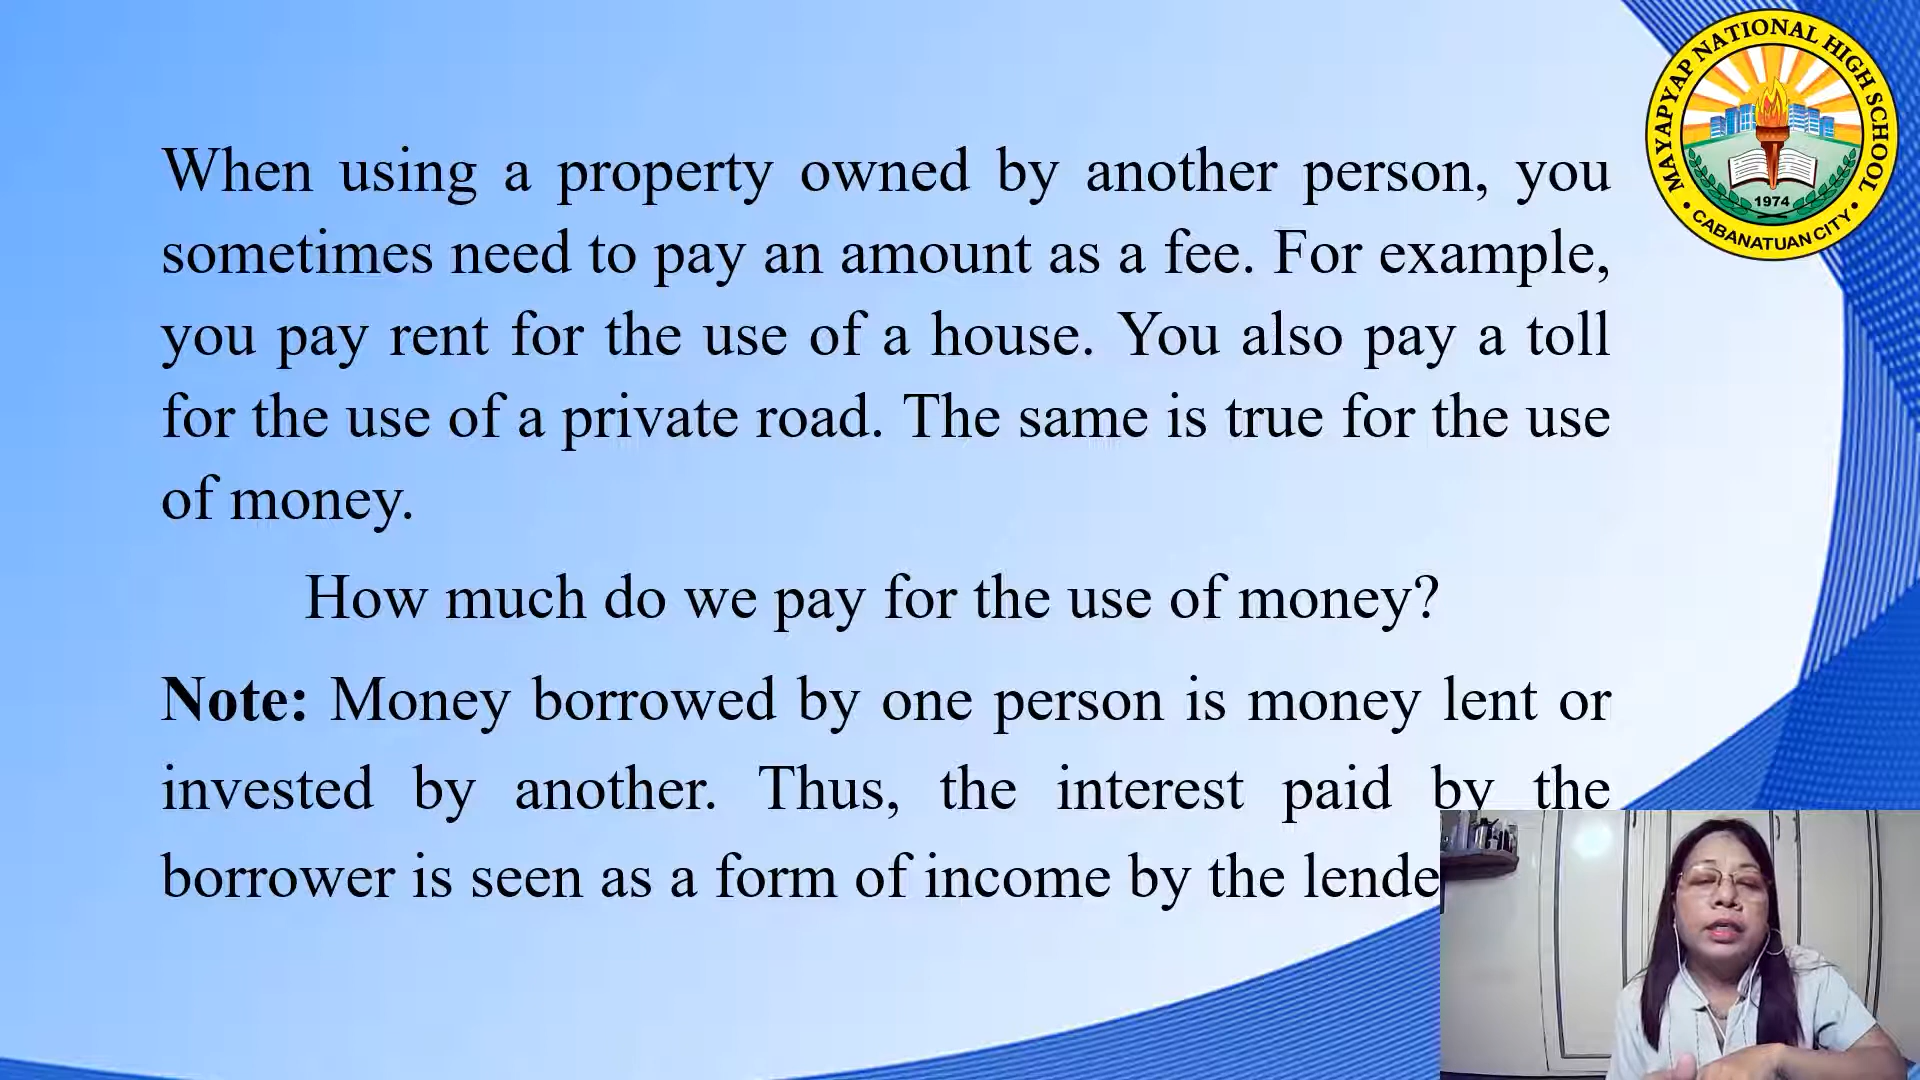 MAYAPYAP NATIONAL HIGH SCHOOL
1974
• CABANATUAN CITY •
When using a property owned by another person, you
sometimes need to pay an amount as a fee. For example,
you pay rent for the use of a house. You also pay a toll
for the use of a private road. The same is true for the use
of money.
How much do we pay for the use of money?
Note: Money borrowed by one person is money lent or
invested by another. Thus, the interest paid by the
borrower is seen as a form of income by the lende